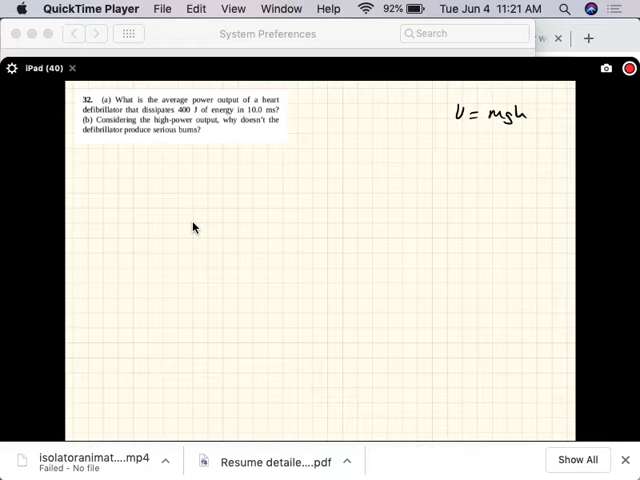 QuickTime Player File Edit View Window Help 92% Tue Jun 4 11:21 AM
System Preferences
Search
iPad (40)
32. (a) What is the average power output of a heart
defibrillator that dissipates 400 J of energy in 10.0 ms?
(b) Considering the high-power output, why doesn't the
defibrillator produce serious burns?
U = mgh
isolatoranimat....mp4
Failed - No file
Resume detaile....pdf
Show All